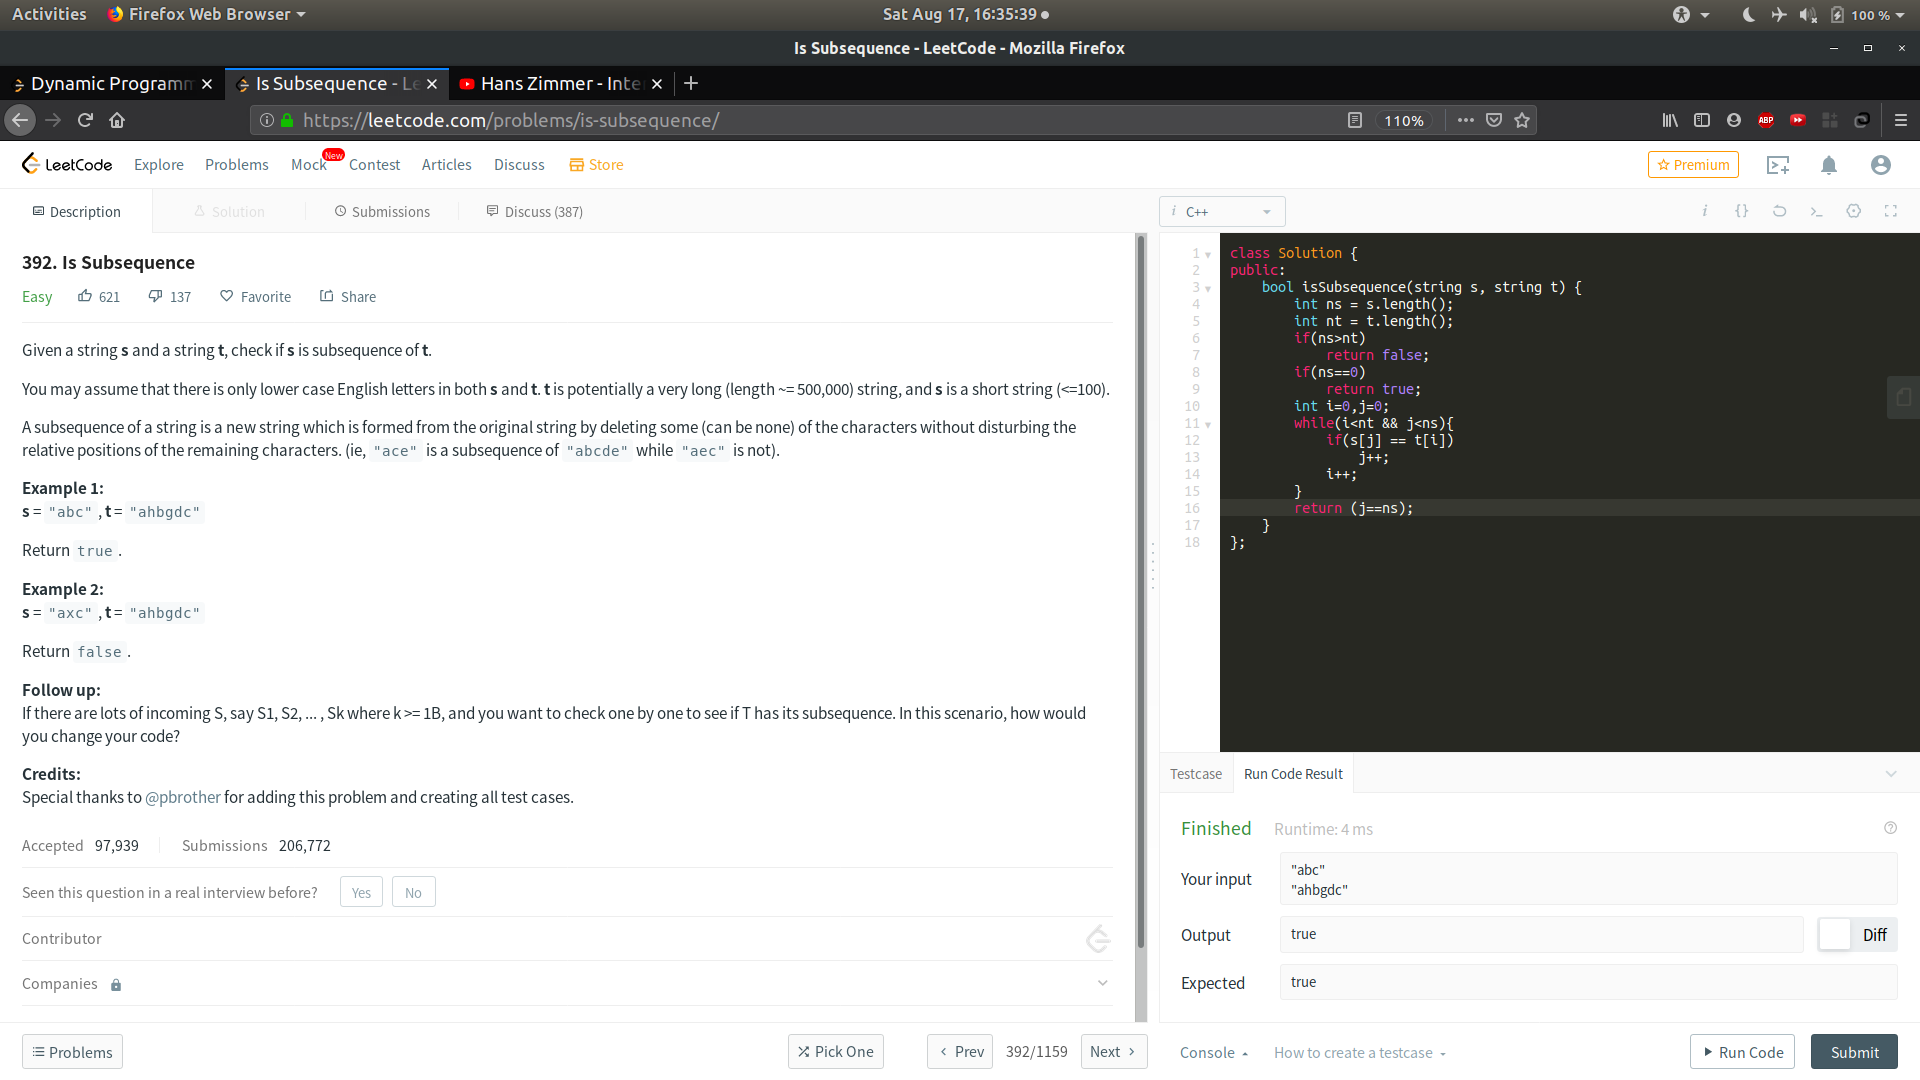 Activities Firefox Web Browser Sat Aug 17, 16:35:39 100 %
Is Subsequence - LeetCode - Mozilla Firefox
Dynamic Programm Is Subsequence - Le Hans Zimmer - Inte
https://leetcode.com/problems/is-subsequence/ 110% ABP
LeetCode Explore Problems Mock New Contest Articles Discuss Store Premium
Description Solution Submissions Discuss (387)
392. Is Subsequence
Easy 621 137 Favorite Share
Given a string s and a string t, check if s is subsequence of t.
You may assume that there is only lower case English letters in both s and t. t is potentially a very long (length ~= 500,000) string, and s is a short string (<=100).
A subsequence of a string is a new string which is formed from the original string by deleting some (can be none) of the characters without disturbing the
relative positions of the remaining characters. (ie, "ace" is a subsequence of "abcde" while "aec" is not).
Example 1:
s = "abc" , t = "ahbgdc"
Return true .
Example 2:
s = "axc" , t = "ahbgdc"
Return false .
Follow up:
If there are lots of incoming S, say S1, S2, ... , Sk where k >= 1B, and you want to check one by one to see if T has its subsequence. In this scenario, how would
you change your code?
Credits:
Special thanks to @pbrother for adding this problem and creating all test cases.
Accepted 97,939 Submissions 206,772
Seen this question in a real interview before? Yes No
Contributor
Companies
Problems Pick One Prev 392/1159 Next
i C++
1 class Solution {
2 public:
3 bool isSubsequence(string s, string t) {
4 int ns = s.length();
5 int nt = t.length();
6 if(ns>nt)
7 return false;
8 if(ns==0)
9 return true;
10 int i=0,j=0;
11 while(i<nt && j<ns){
12 if(s[j] == t[i])
13 j++;
14 i++;
15 }
16 return (j==ns);
17 }
18 };
Testcase Run Code Result
Finished Runtime: 4 ms
Your input "abc"
"ahbgdc"
Output true Diff
Expected true
Console How to create a testcase Run Code Submit